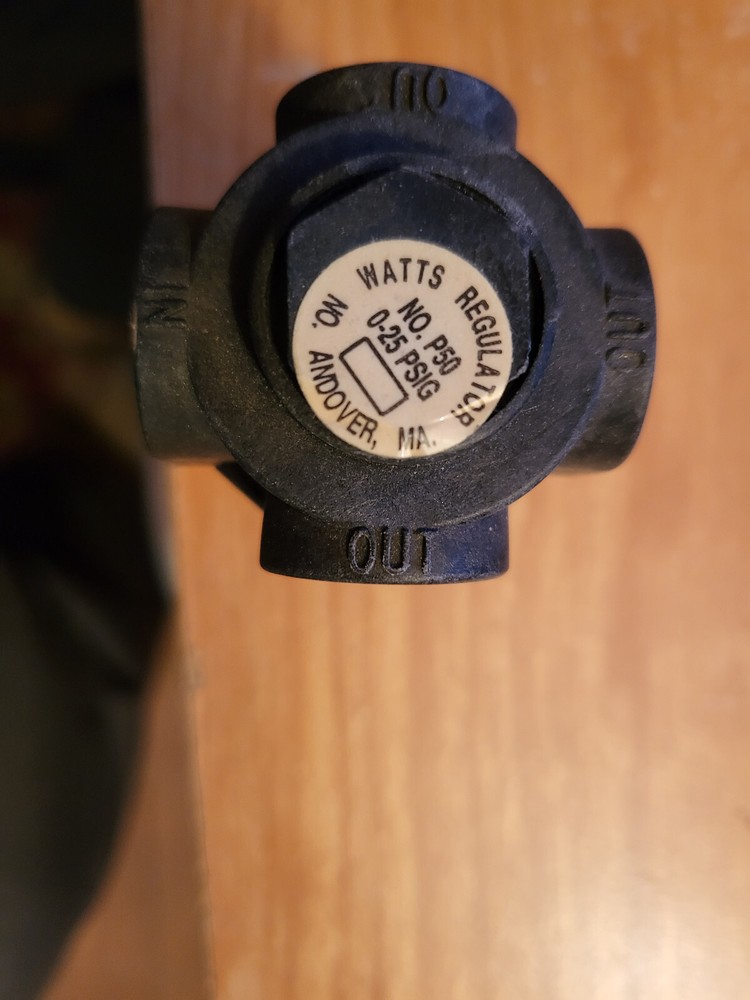 OUT
IN
OUT
WATTS REGULATOR
NO. P50
0-25 PSIG
NO. ANDOVER, MA.
OUT